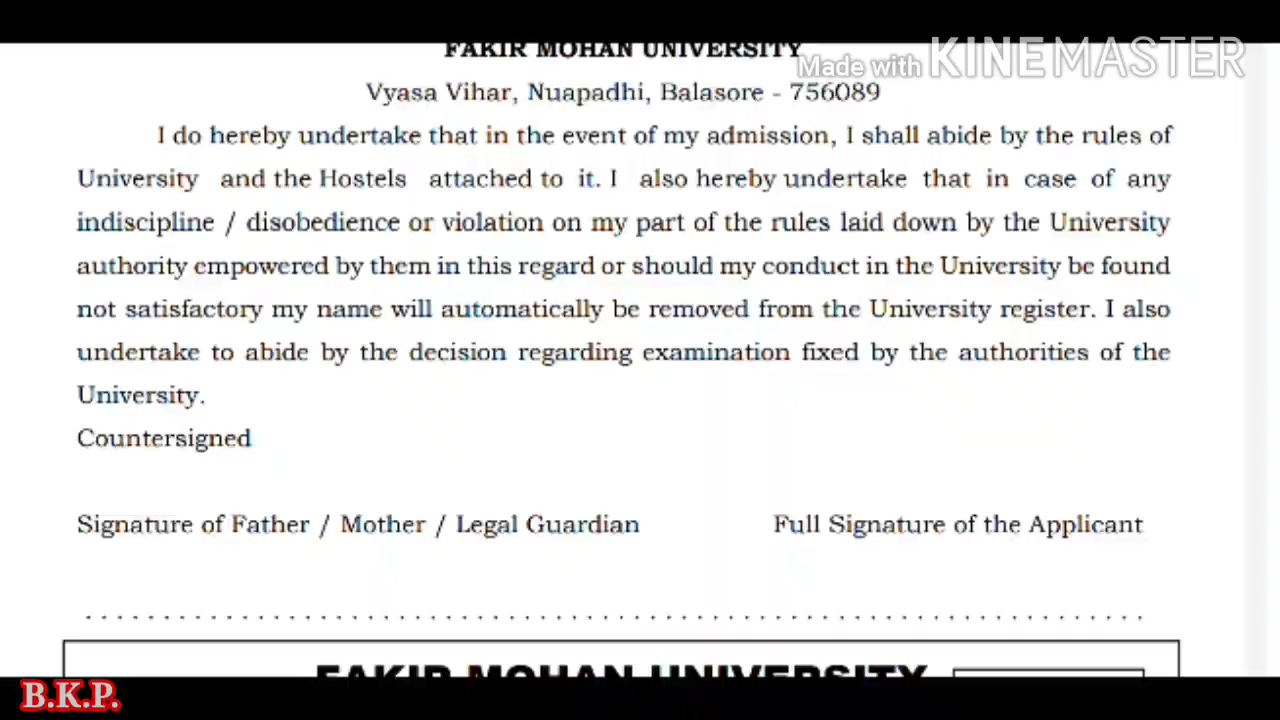 FAKIR MOHAN UNIVERSITY
Made with KINEMASTER
Vyasa Vihar, Nuapadhi, Balasore - 756089
I do hereby undertake that in the event of my admission, I shall abide by the rules of
University and the Hostels attached to it. I also hereby undertake that in case of any
indiscipline / disobedience or violation on my part of the rules laid down by the University
authority empowered by them in this regard or should my conduct in the University be found
not satisfactory my name will automatically be removed from the University register. I also
undertake to abide by the decision regarding examination fixed by the authorities of the
University.
Countersigned
Signature of Father / Mother / Legal Guardian Full Signature of the Applicant
FAKIR MOHAN UNIVERSITY
B.K.P.